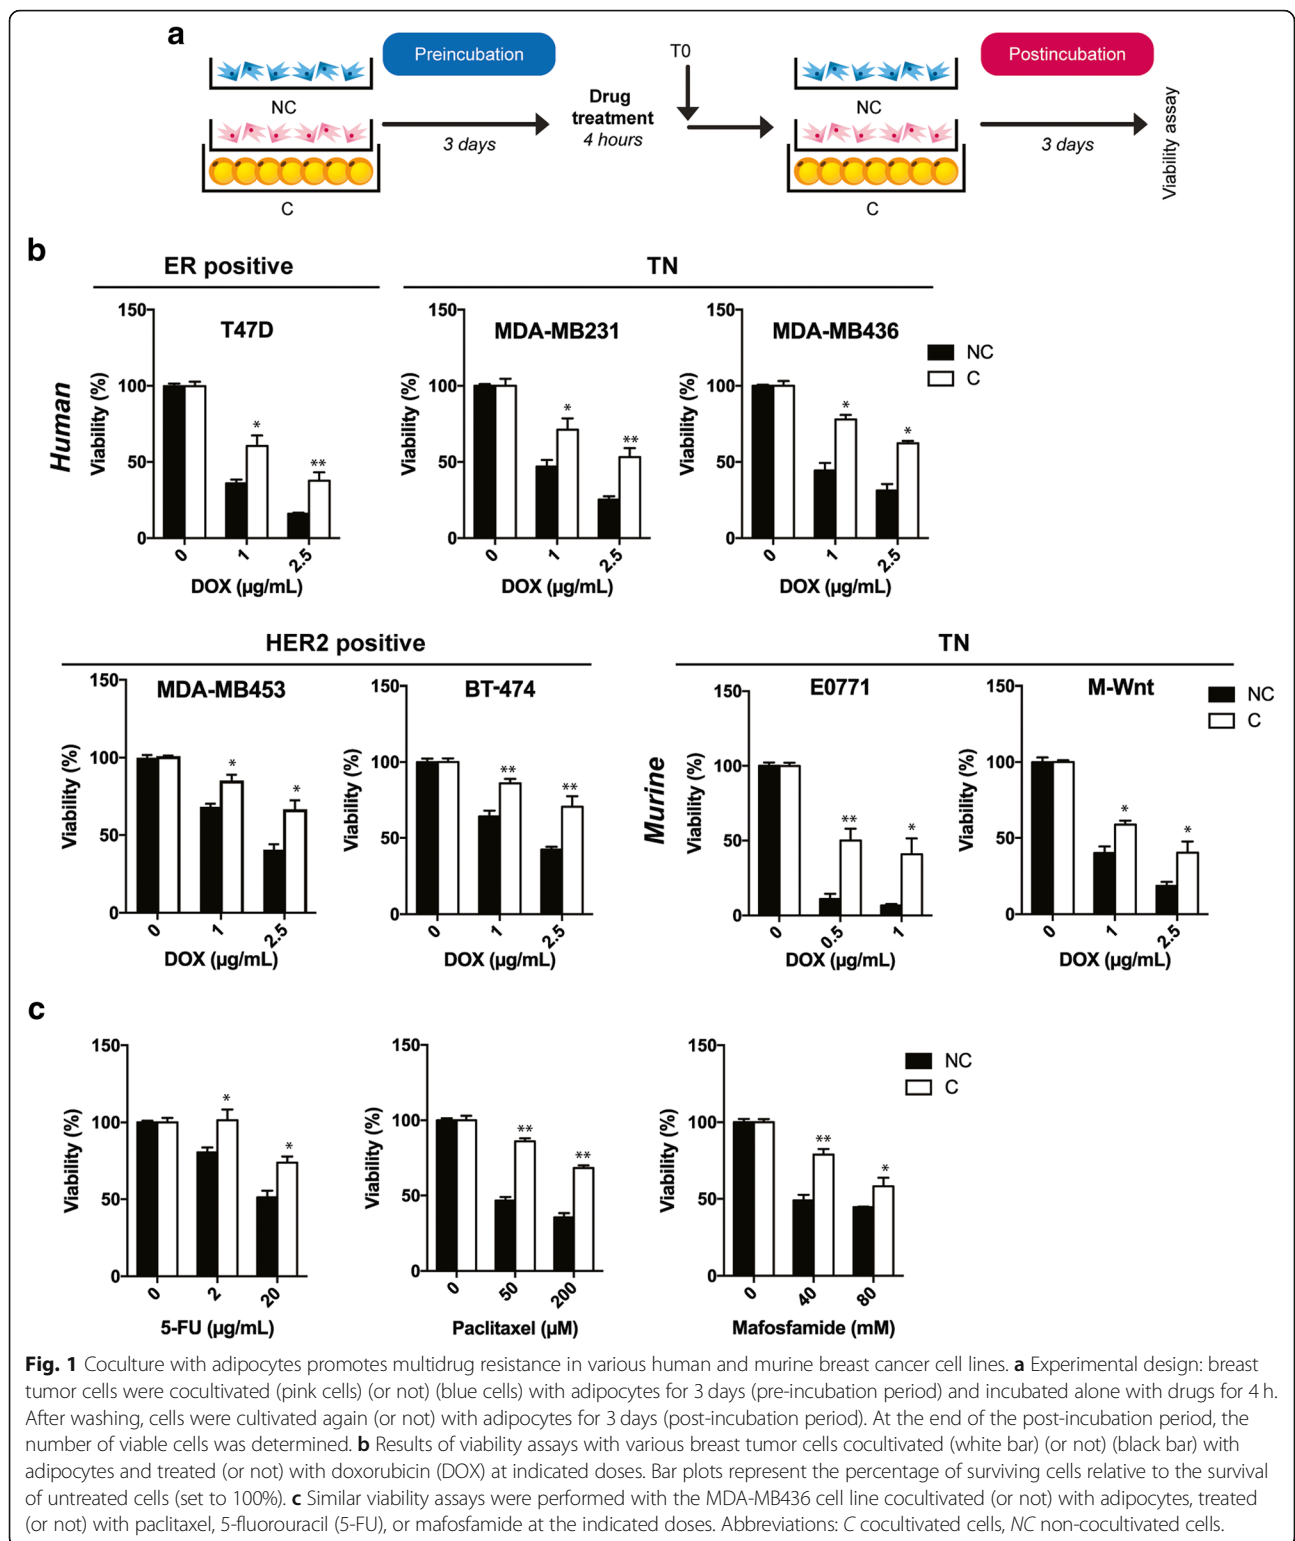 a
Preincubation
T0
Postincubation
NC
3 days
Drug
treatment
4 hours
NC
3 days
Viability assay
C
C
b
ER positive
TN
Human
T47D
Viability (%)
150
100
50
0
* **
0 1 2.5
DOX (µg/mL)
MDA-MB231
Viability (%)
150
100
50
0
* **
0 1 2.5
DOX (µg/mL)
MDA-MB436
Viability (%)
150
100
50
0
* *
0 1 2.5
DOX (µg/mL)
NC
C
HER2 positive
TN
MDA-MB453
Viability (%)
150
100
50
0
* *
0 1 2.5
DOX (µg/mL)
BT-474
Viability (%)
150
100
50
0
** **
0 1 2.5
DOX (µg/mL)
Murine
E0771
Viability (%)
150
100
50
0
** *
0 0.5 1
DOX (µg/mL)
M-Wnt
Viability (%)
150
100
50
0
* *
0 1 2.5
DOX (µg/mL)
NC
C
c
Viability (%)
150
100
50
0
* *
0 2 20
5-FU (µg/mL)
Viability (%)
150
100
50
0
** **
0 50 200
Paclitaxel (µM)
Viability (%)
150
100
50
0
** *
0 40 80
Mafosfamide (mM)
NC
C
Fig. 1 Coculture with adipocytes promotes multidrug resistance in various human and murine breast cancer cell lines. a Experimental design: breast
tumor cells were cocultivated (pink cells) (or not) (blue cells) with adipocytes for 3 days (pre-incubation period) and incubated alone with drugs for 4 h.
After washing, cells were cultivated again (or not) with adipocytes for 3 days (post-incubation period). At the end of the post-incubation period, the
number of viable cells was determined. b Results of viability assays with various breast tumor cells cocultivated (white bar) (or not) (black bar) with
adipocytes and treated (or not) with doxorubicin (DOX) at indicated doses. Bar plots represent the percentage of surviving cells relative to the survival
of untreated cells (set to 100%). c Similar viability assays were performed with the MDA-MB436 cell line cocultivated (or not) with adipocytes, treated
(or not) with paclitaxel, 5-fluorouracil (5-FU), or mafosfamide at the indicated doses. Abbreviations: C cocultivated cells, NC non-cocultivated cells.